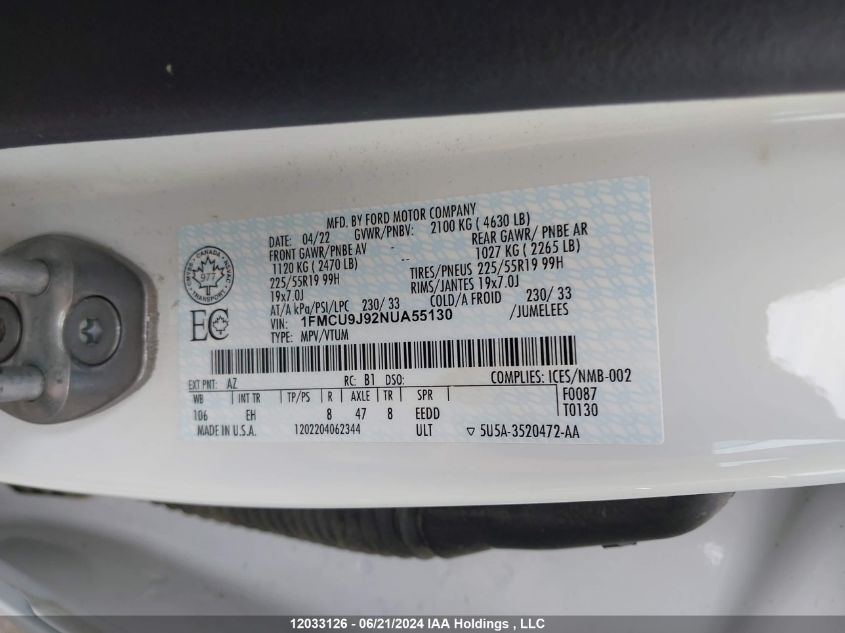 MFD. BY FORD MOTOR COMPANY
DATE: 04/22 GVWR/PNBV: 2100 KG ( 4630 LB)
FRONT GAWR/PNBE AV - REAR GAWR/ PNBE AR
1120 KG (2470 LB) -- 1027 KG ( 2265 LB)
225/55R19 99H TIRES/PNEUS 225/55R19 99H
19x7.0J RIMS/JANTES 19x7.0J
AT/A kPa/PSI/LPC 230/ 33 COLD/A FROID 230/ 33
VIN: 1FMCU9J92NUA55130 /JUMELEES
TYPE: MPV/VTUM
CANADA
977
TRANSPORT
EC
EXT PNT: AZ RC: B1 DSO: COMPLIES: ICES/NMB-002
WB INT TR TP/PS R AXLE TR SPR F0087
106 EH 8 47 8 EEDD T0130
MADE IN U.S.A. 1202204062344 ULT ▽ 5U5A-3520472-AA
12033126 - 06/21/2024 IAA Holdings , LLC